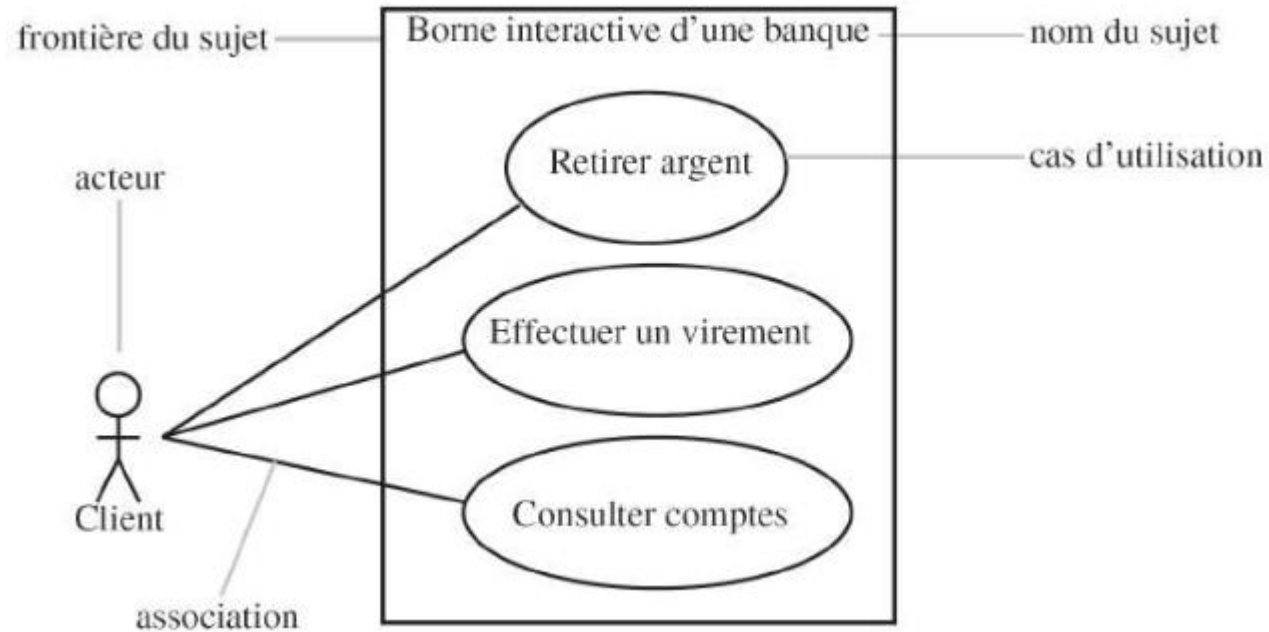 frontière du sujet
Borne interactive d’une banque
nom du sujet
Retirer argent
cas d’utilisation
acteur
Effectuer un virement
Consulter comptes
Client
association